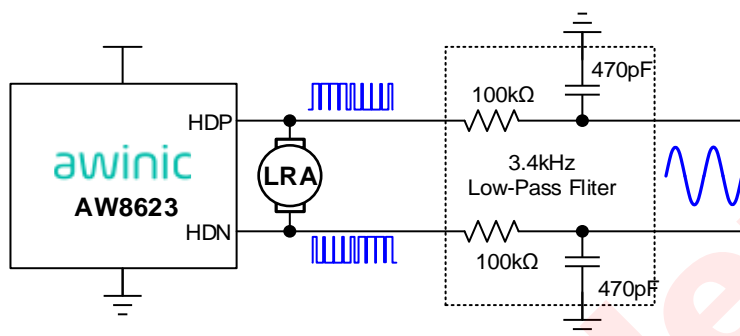 470pF
100kΩ
HDP
awinic
AW8623
LRA
3.4kHz
Low-Pass Fliter
HDN
100kΩ
470pF